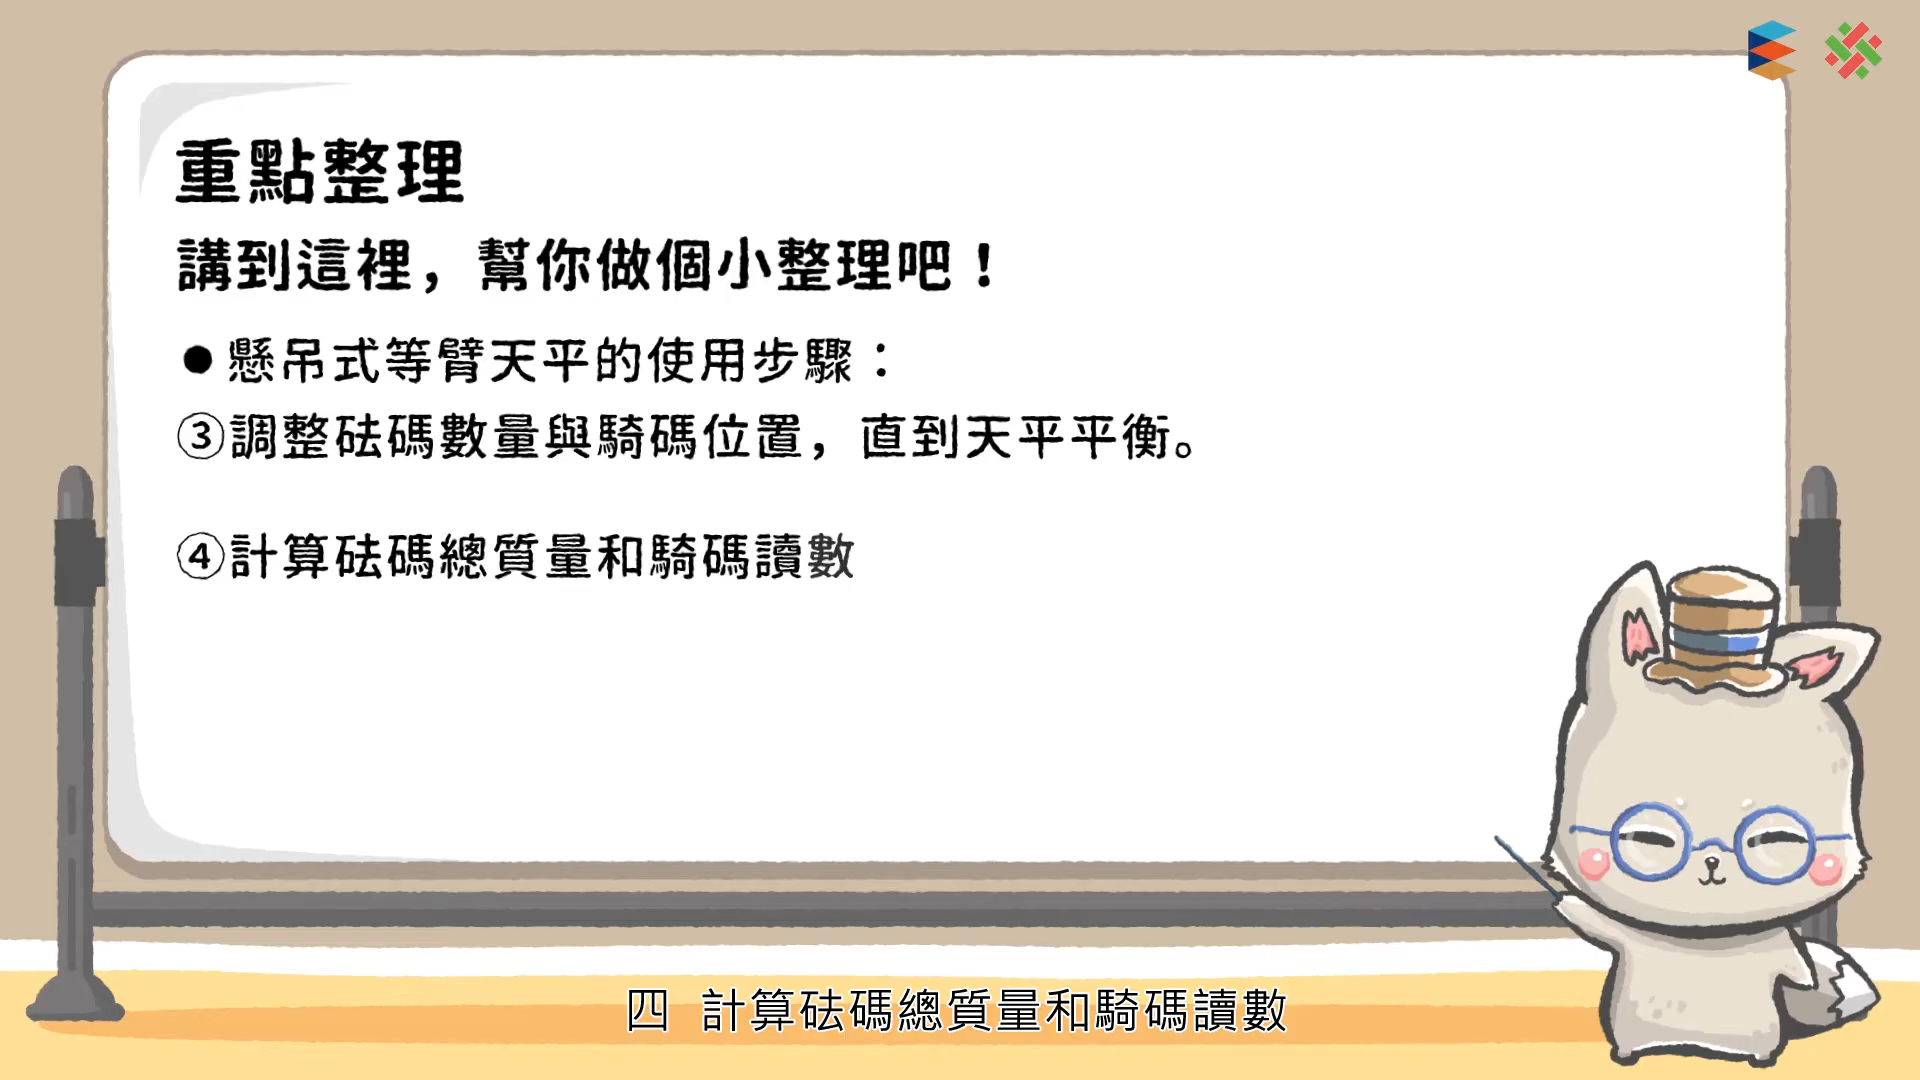 重點整理
講到這裡，幫你做個小整理吧！
●懸吊式等臂天平的使用步驟：
③調整砝碼數量與騎碼位置，直到天平平衡。
④計算砝碼總質量和騎碼讀數
四 計算砝碼總質量和騎碼讀數